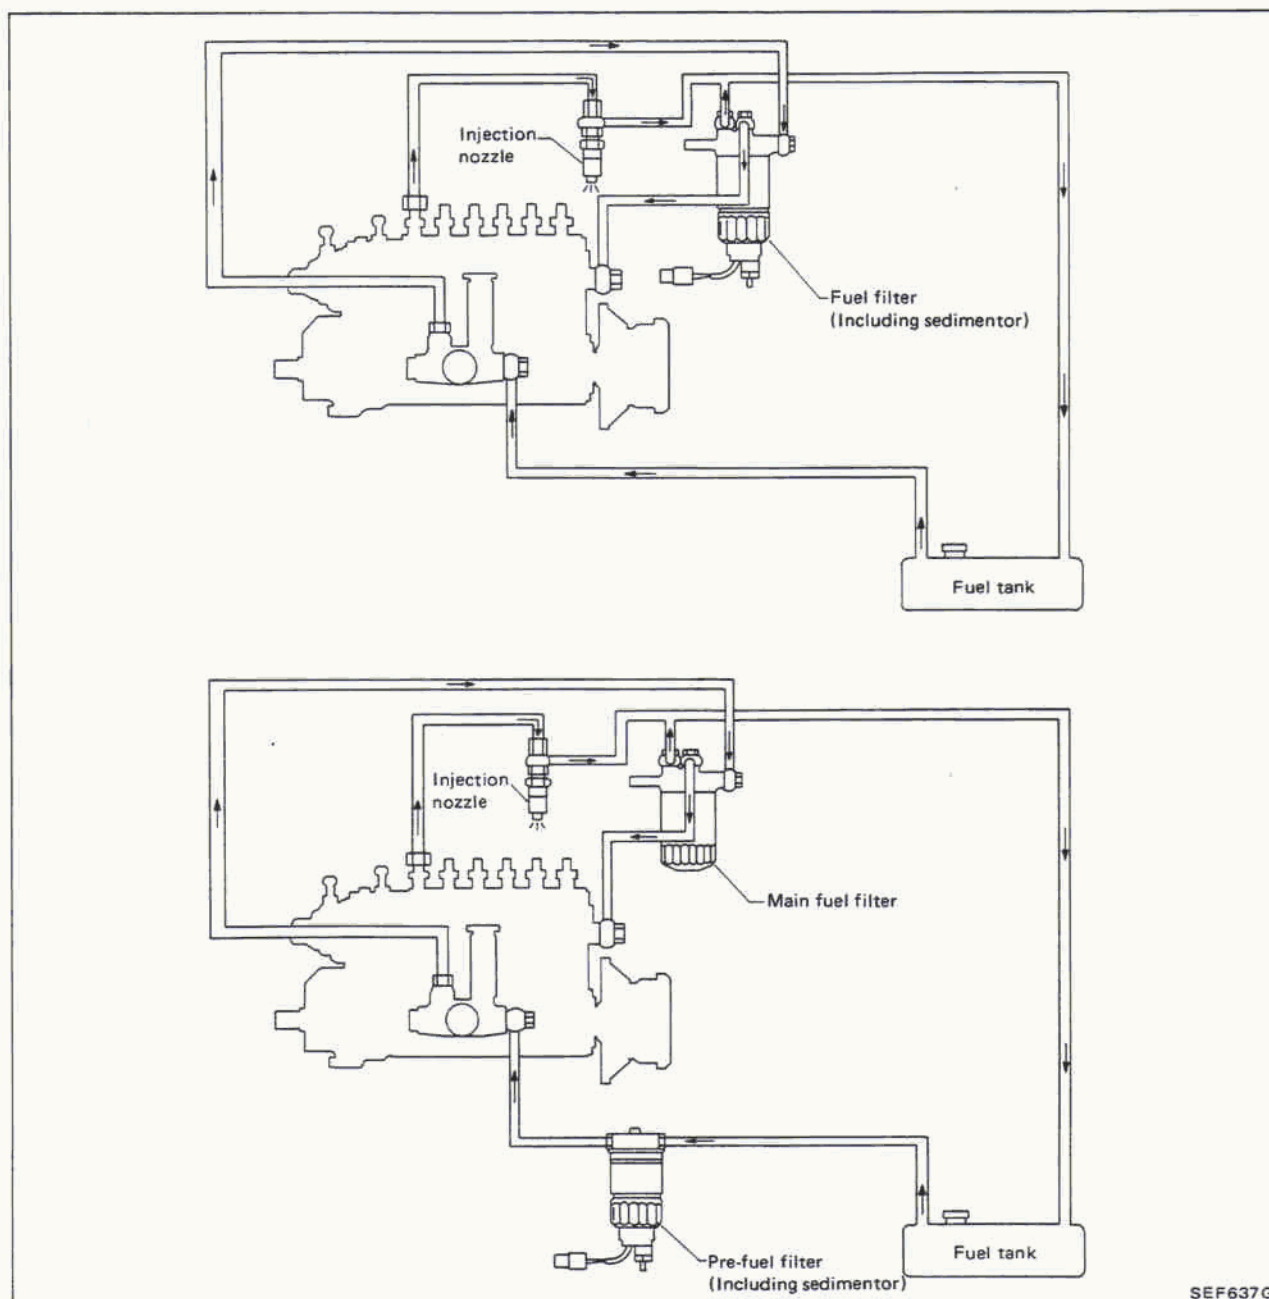 Injection
nozzle
Fuel filter
(Including sedimentor)
Fuel tank
Injection
nozzle
Main fuel filter
Pre-fuel filter
(Including sedimentor)
Fuel tank
SEF637G